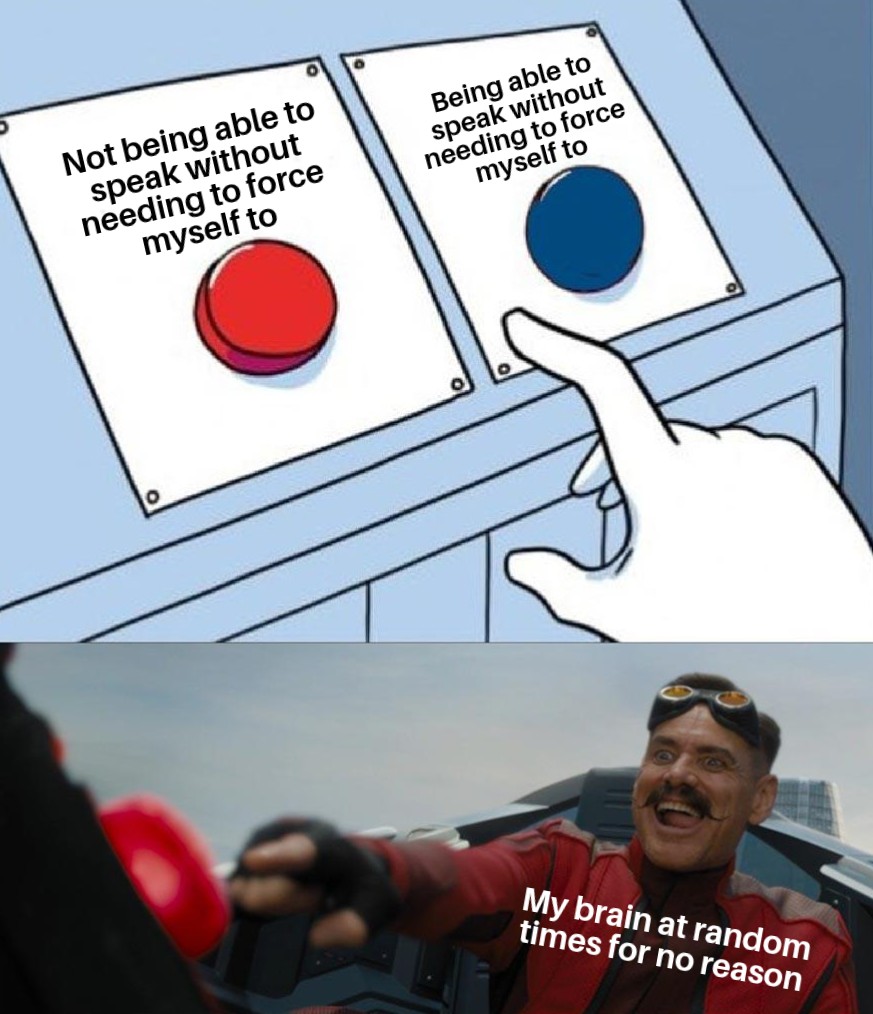 Not being able to
speak without
needing to force
myself to
Being able to
speak without
needing to force
myself to
My brain at random
times for no reason